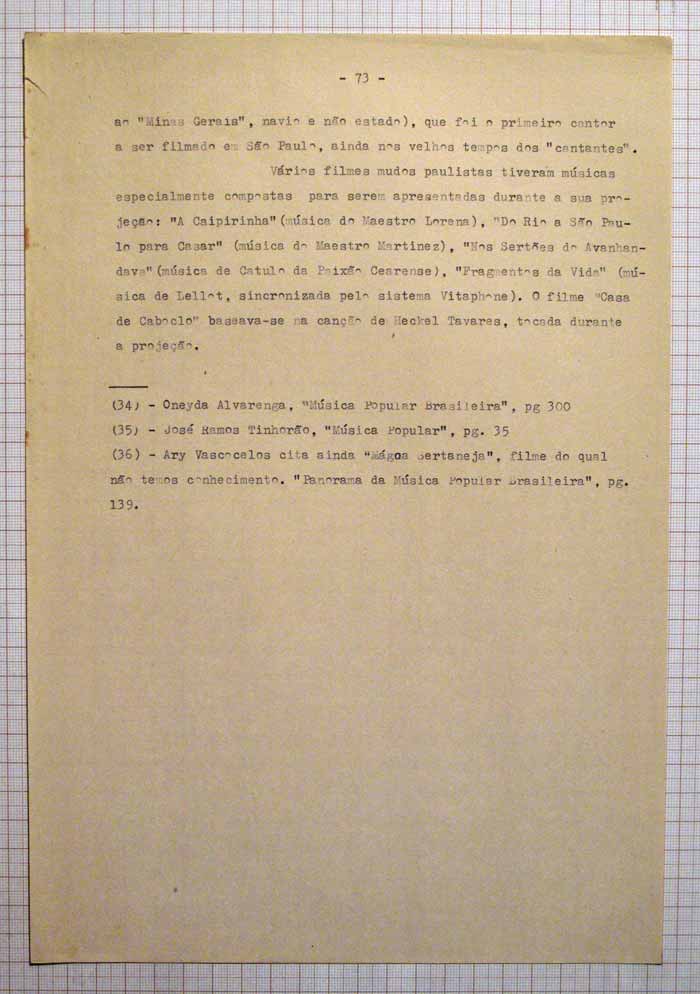 - 73 -
ao "Minas Gerais", navio e não estado), que foi o primeiro cantor
a ser filmado em São Paulo, ainda nos velhos tempos dos "cantantes".
Vários filmes mudos paulistas tiveram músicas
especialmente compostas para serem apresentadas durante a sua pro-
jeção: "A Caipirinha" (música do Maestro Lorena), "Do Rio a São Pau-
lo para Casar" (música do Maestro Martinez), "Nos Sertões do Avanhan-
dava" (música de Catulo da Paixão Cearense), "Fragmentos da Vida" (mú-
sica de Lellot, sincronizada pelo sistema Vitaphone). O filme "Casa
de Caboclo" baseava-se na canção de Heckel Tavares, tocada durante
a projeção.
(34) - Oneyda Alvarenga, "Música Popular Brasileira", pg 300
(35) - José Ramos Tinhorão, "Música Popular", pg. 35
(36) - Ary Vascocelos cita ainda "Mágoa Sertaneja", filme do qual
não temos conhecimento. "Panorama da Música Popular Brasileira", pg.
139.